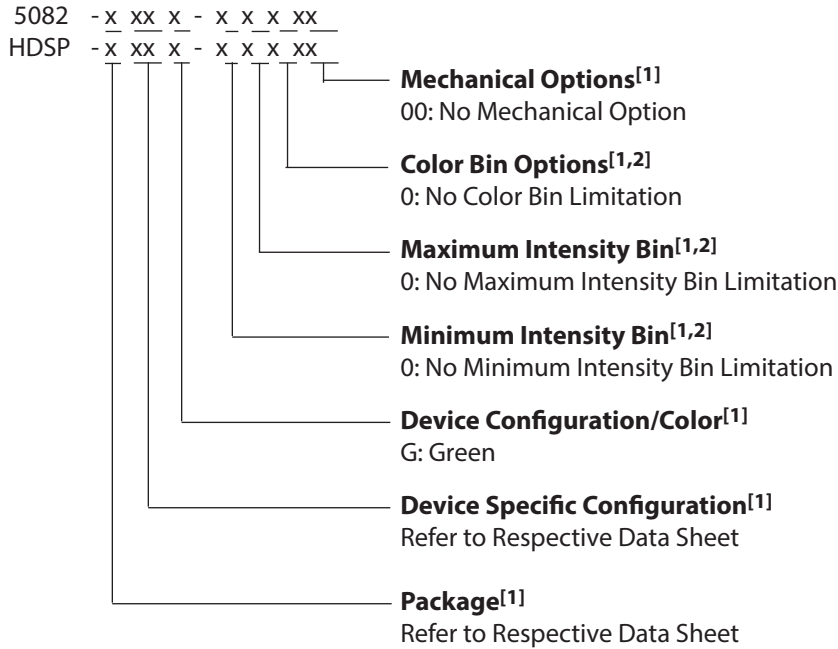 5082 - x xx x - x x x xx
HDSP - x xx x - x x x xx
Mechanical Options[1]
00: No Mechanical Option
Color Bin Options[1,2]
0: No Color Bin Limitation
Maximum Intensity Bin[1,2]
0: No Maximum Intensity Bin Limitation
Minimum Intensity Bin[1,2]
0: No Minimum Intensity Bin Limitation
Device Configuration/Color[1]
G: Green
Device Specific Configuration[1]
Refer to Respective Data Sheet
Package[1]
Refer to Respective Data Sheet